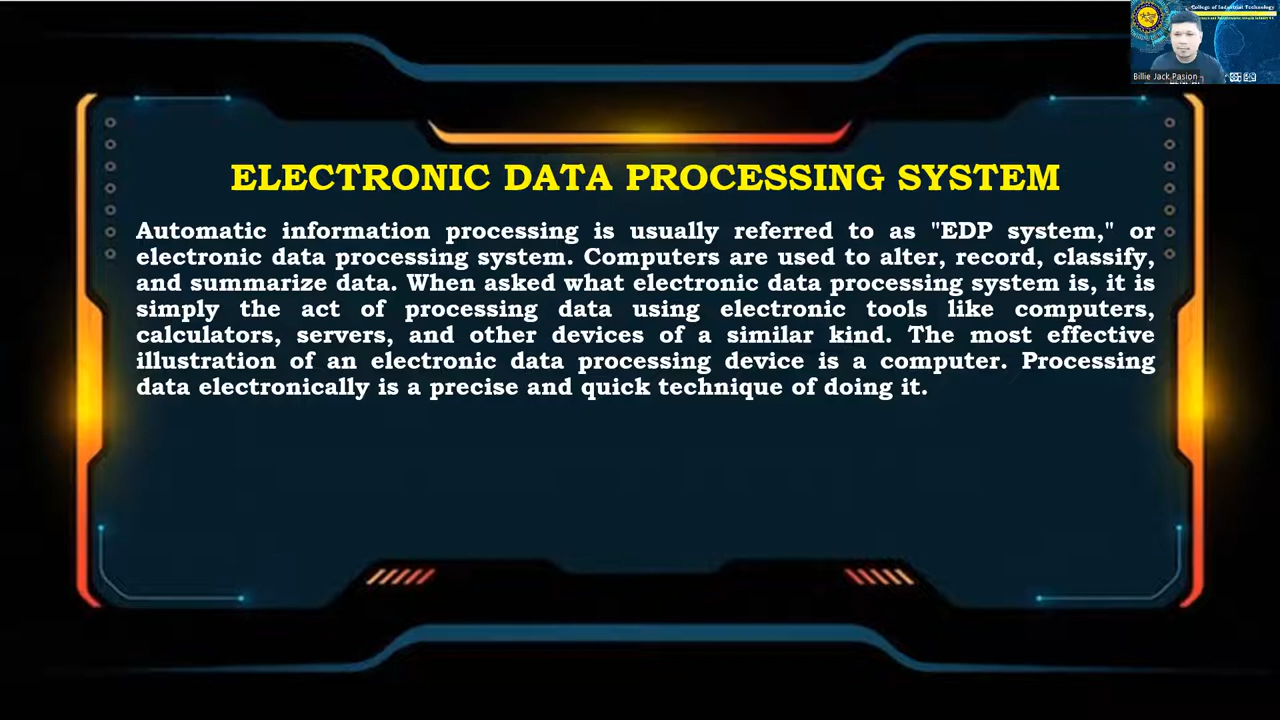 College of Industrial Technology
Billie Jack Pasion
ELECTRONIC DATA PROCESSING SYSTEM
Automatic information processing is usually referred to as "EDP system," or
electronic data processing system. Computers are used to alter, record, classify,
and summarize data. When asked what electronic data processing system is, it is
simply the act of processing data using electronic tools like computers,
calculators, servers, and other devices of a similar kind. The most effective
illustration of an electronic data processing device is a computer. Processing
data electronically is a precise and quick technique of doing it.